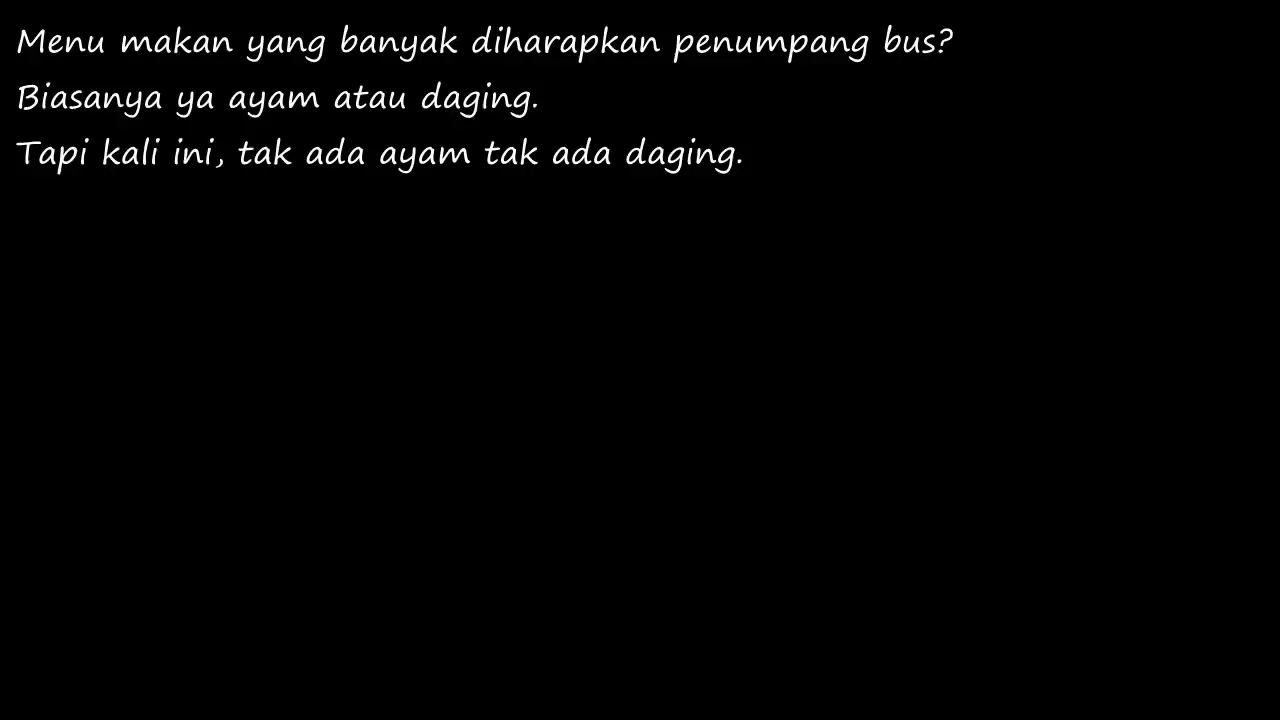 Menu makan yang banyak diharapkan penumpang bus?
Biasanya ya ayam atau daging.
Tapi kali ini, tak ada ayam tak ada daging.